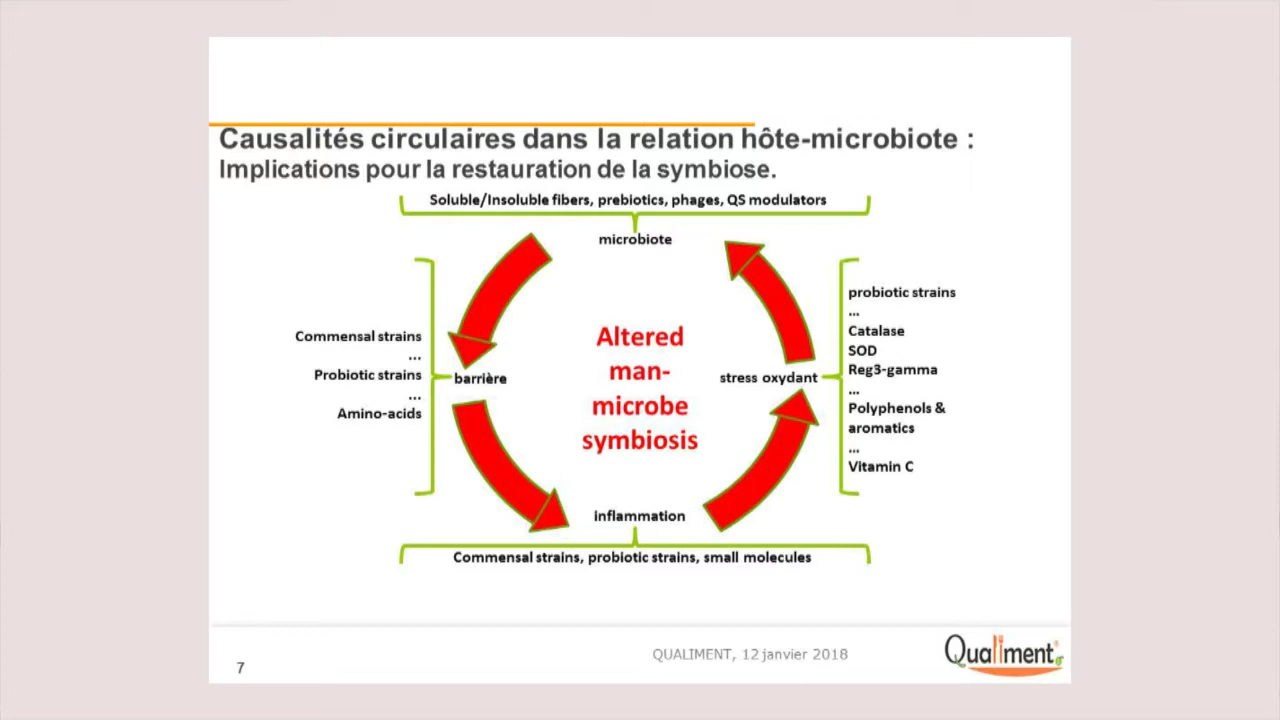 Causalités circulaires dans la relation hôte-microbiote :
Implications pour la restauration de la symbiose.
Soluble/Insoluble fibers, prebiotics, phages, QS modulators
microbiote
Commensal strains
...
Probiotic strains
...
Amino-acids
barrière
Altered
man-
microbe
symbiosis
stress oxydant
probiotic strains
...
Catalase
SOD
Reg3-gamma
...
Polyphenols &
aromatics
...
Vitamin C
inflammation
Commensal strains, probiotic strains, small molecules
7
QUALIMENT, 12 janvier 2018
Qualiment